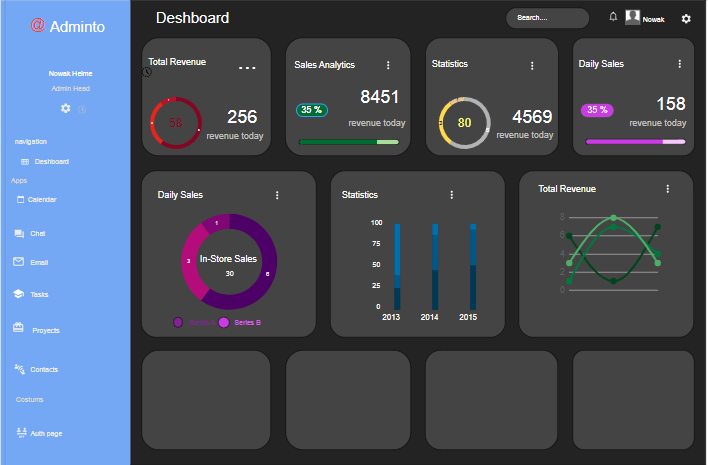 @ Adminto
Nowak Helme
Admin Head
navigation
Deshboard
Apps
Calendar
Chat
Email
Tasks
Proyects
Contacts
Costums
Auth page
Deshboard
Search....
Nowak
Total Revenue
...
58
256
revenue today
Sales Analytics
35 %
8451
revenue today
Statistics
80
4569
revenue today
Daily Sales
35 %
158
revenue today
Daily Sales
1
3
In-Store Sales
30
8
Series B
Statistics
100
75
50
25
0
2013
2014
2015
Total Revenue
8
6
4
2
0